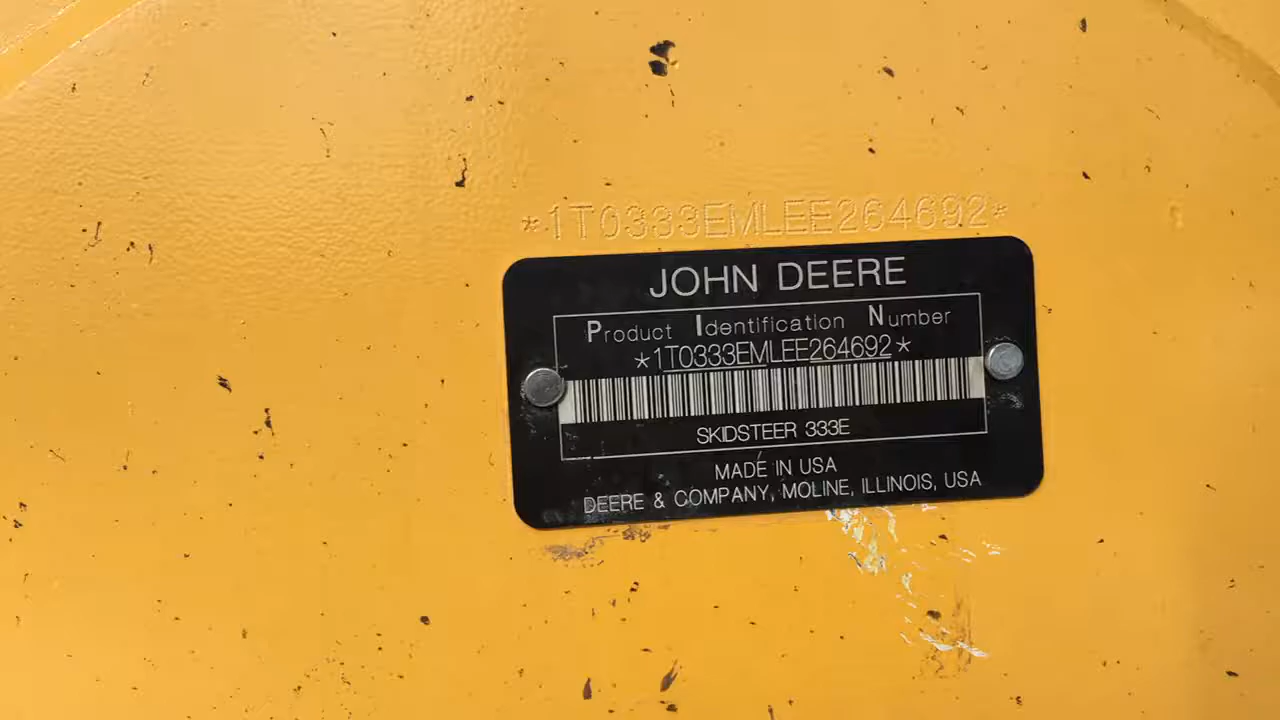 *1T0333EMLEE264692*
JOHN DEERE
Product Identification Number
*1T0333EMLEE264692*
SKIDSTEER 333E
MADE IN USA
DEERE & COMPANY, MOLINE, ILLINOIS, USA